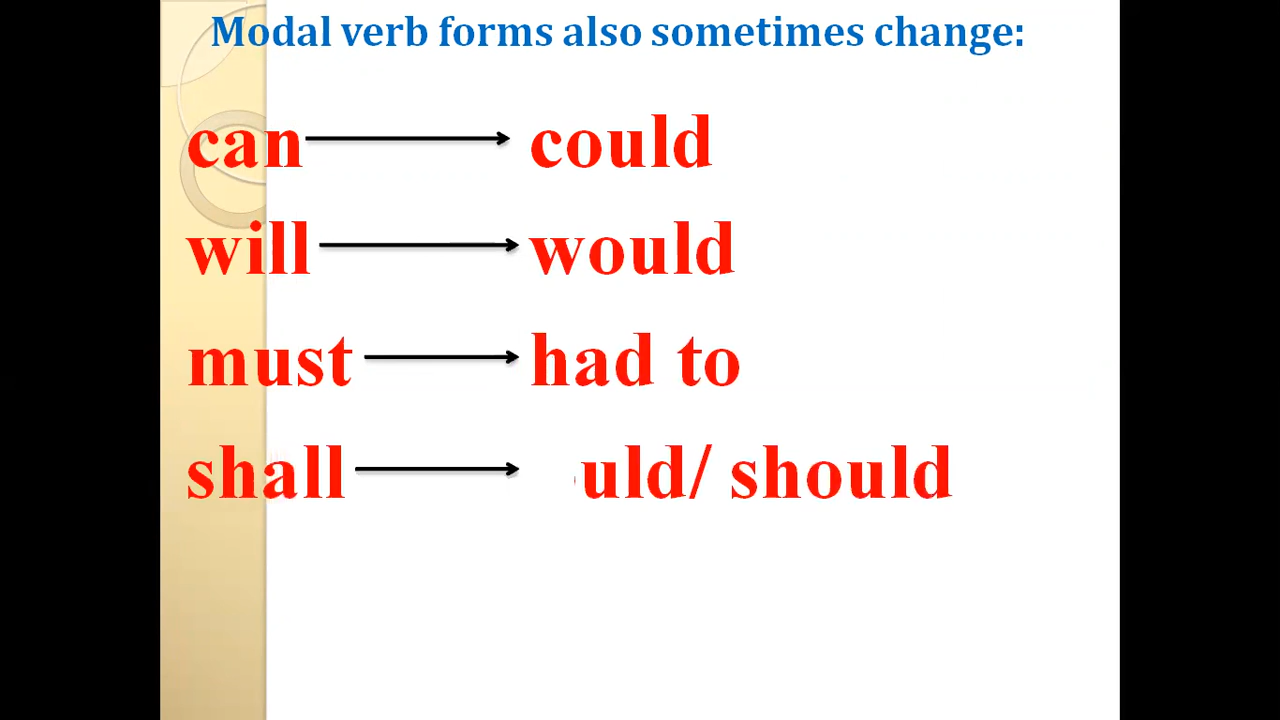 Modal verb forms also sometimes change:
can could
will would
must had to
shall uld/ should